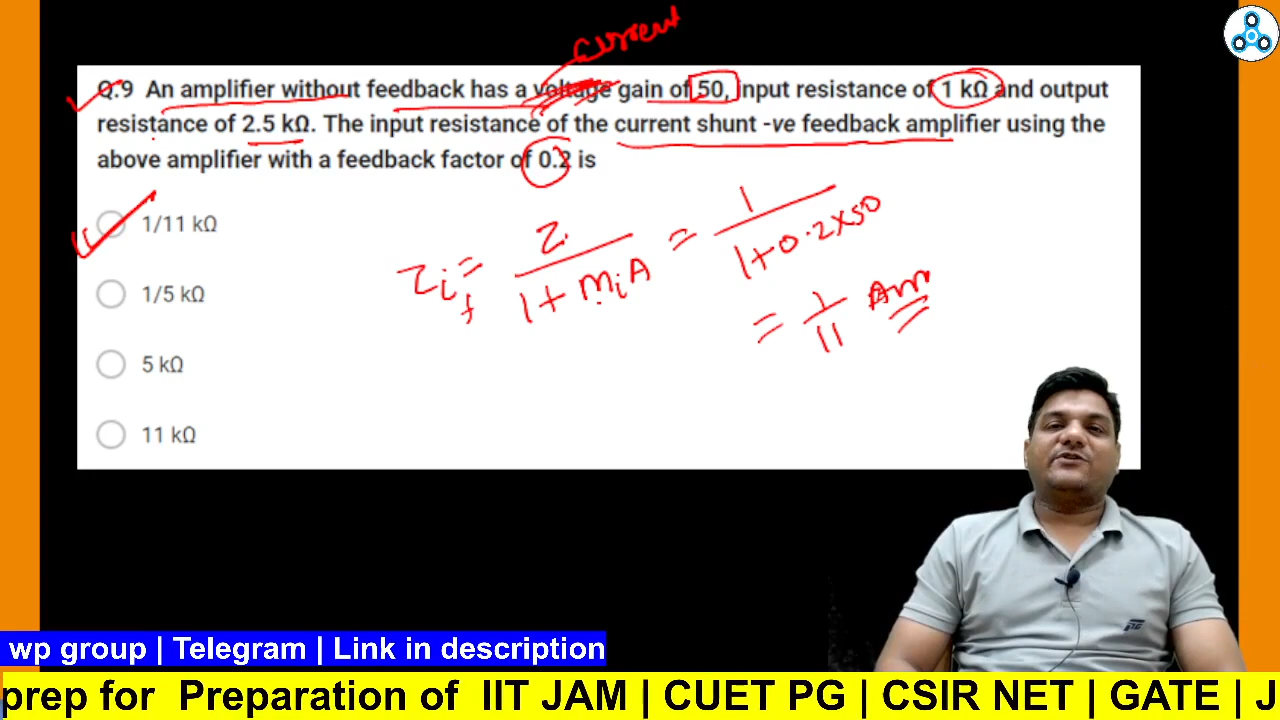 current
Q.9 An amplifier without feedback has a voltage gain of 50, input resistance of 1 kΩ and output
resistance of 2.5 kΩ. The input resistance of the current shunt -ve feedback amplifier using the
above amplifier with a feedback factor of 0.2 is
1/11 kΩ
1/5 kΩ
5 kΩ
11 kΩ
Zif = Zi / 1 + miA = 1 / 1+0.2×50
= 1/11 Ans
wp group | Telegram | Link in description
prep for Preparation of IIT JAM | CUET PG | CSIR NET | GATE | J